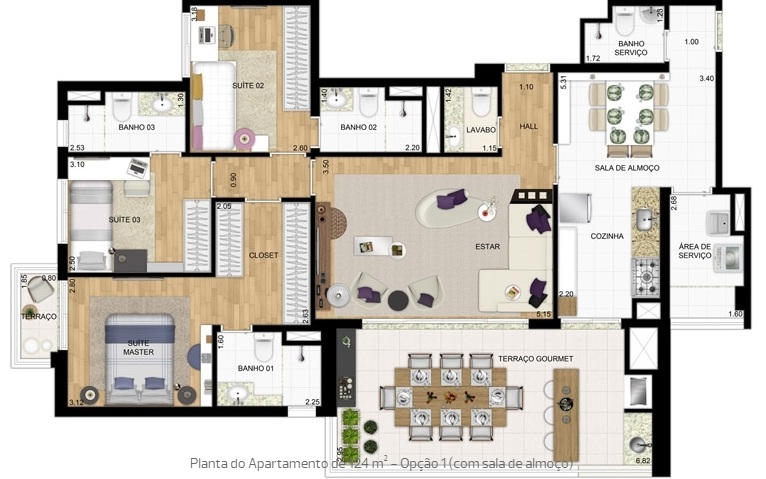 3.18
SUÍTE 02
2.60
1.30
BANHO 03
2.53
1.40
BANHO 02
2.20
1.42
LAVABO
1.15
1.10
HALL
5.31
1.23
BANHO
SERVIÇO
1.72
1.00
3.40
SALA DE ALMOÇO
3.10
SUÍTE 03
2.50
0.90
2.05
CLOSET
2.63
3.50
ESTAR
5.15
COZINHA
2.20
2.68
ÁREA DE
SERVIÇO
1.60
1.85
0.80
TERRAÇO
2.80
SUÍTE
MASTER
3.12
1.60
BANHO 01
2.25
TERRAÇO GOURMET
2.95
6.82
Planta do Apartamento de 124 m² – Opção 1 (com sala de almoço)